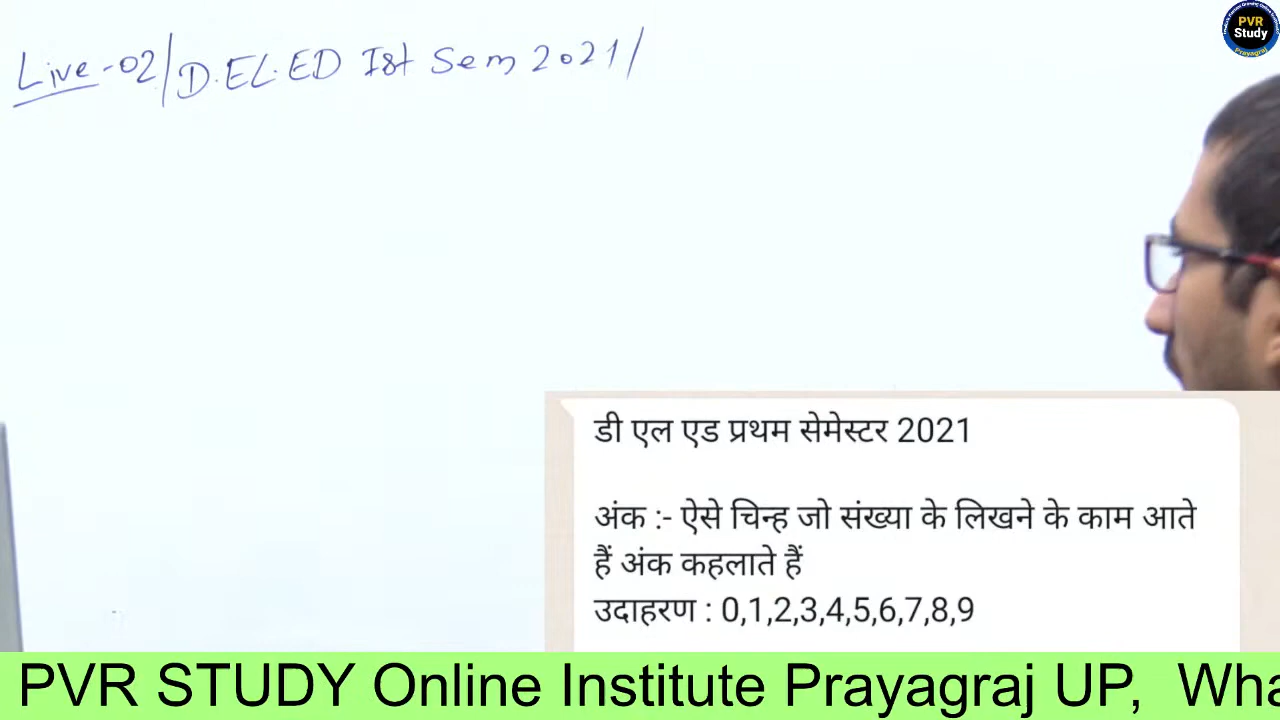 Live-02/D.EL.ED Ist Sem 2021/
PVR
Study
Prayagraj
डी एल एड प्रथम सेमेस्टर 2021
अंक :- ऐसे चिन्ह जो संख्या के लिखने के काम आते
हैं अंक कहलाते हैं
उदाहरण : 0,1,2,3,4,5,6,7,8,9
PVR STUDY Online Institute Prayagraj UP, Wha